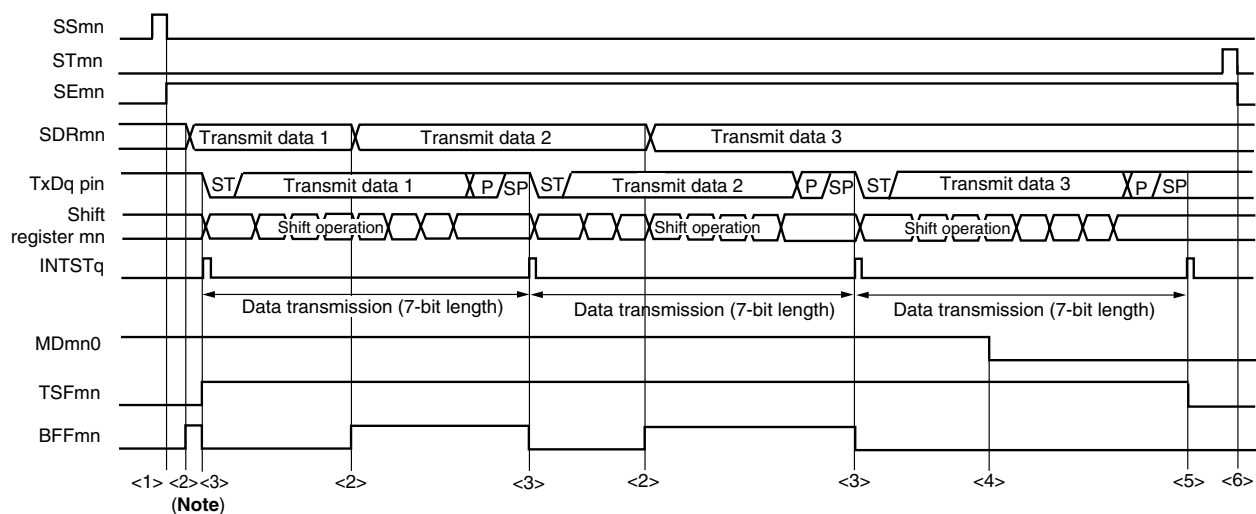 SSmn
STmn
SEmn
SDRmn Transmit data 1 Transmit data 2 Transmit data 3
TxDq pin ST Transmit data 1 P SP ST Transmit data 2 P SP ST Transmit data 3 P SP
Shift
register mn Shift operation Shift operation Shift operation
INTSTq
Data transmission (7-bit length) Data transmission (7-bit length) Data transmission (7-bit length)
MDmn0
TSFmn
BFFmn
<1> <2> <3> <2> <3> <2> <3> <4> <5> <6>
(Note)